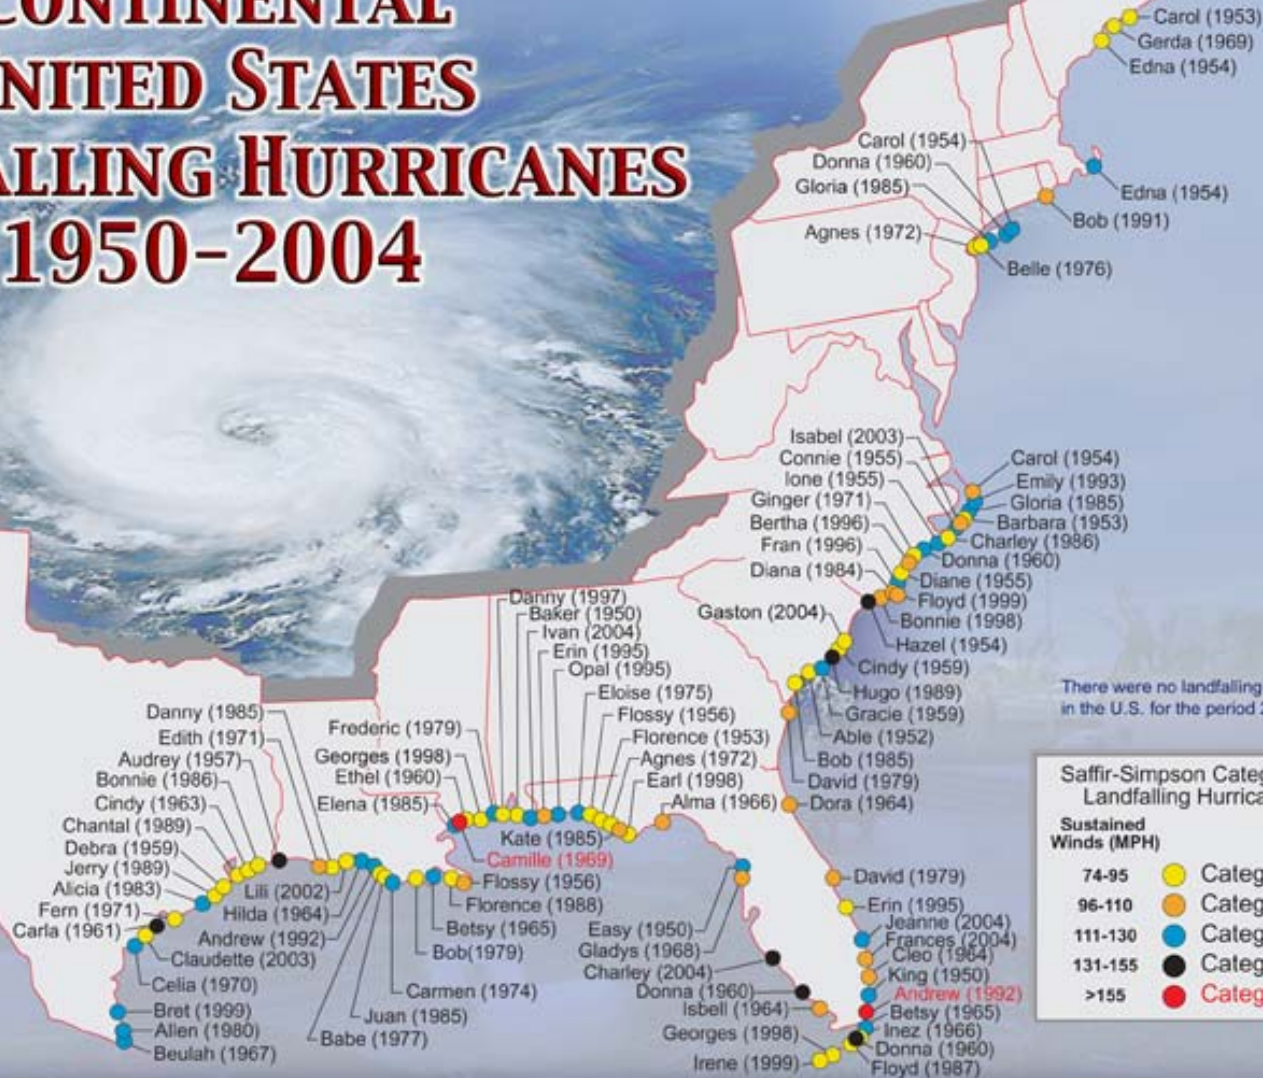 CONTINENTAL
UNITED STATES
ALLING HURRICANES
1950-2004
Carol (1953)
Gerda (1969)
Edna (1954)
Carol (1954)
Donna (1960)
Gloria (1985)
Agnes (1972)
Edna (1954)
Bob (1991)
Belle (1976)
Isabel (2003)
Connie (1955)
Ione (1955)
Ginger (1971)
Bertha (1996)
Fran (1996)
Diana (1984)
Carol (1954)
Emily (1993)
Gloria (1985)
Barbara (1953)
Charley (1986)
Donna (1960)
Diane (1955)
Floyd (1999)
Bonnie (1998)
Hazel (1954)
Gaston (2004)
Cindy (1959)
Hugo (1989)
Gracie (1959)
Able (1952)
Bob (1985)
David (1979)
Dora (1964)
There were no landfalling
in the U.S. for the period 2
Danny (1997)
Baker (1950)
Ivan (2004)
Erin (1995)
Opal (1995)
Eloise (1975)
Flossy (1956)
Florence (1953)
Agnes (1972)
Earl (1998)
Alma (1966)
Frederic (1979)
Georges (1998)
Ethel (1960)
Elena (1985)
Kate (1985)
Camille (1969)
Flossy (1956)
Florence (1988)
Betsy (1965)
Bob(1979)
Carmen (1974)
Juan (1985)
Babe (1977)
Danny (1985)
Edith (1971)
Audrey (1957)
Bonnie (1986)
Cindy (1963)
Chantal (1989)
Debra (1959)
Jerry (1989)
Alicia (1983)
Fern (1971)
Carla (1961)
Lili (2002)
Hilda (1964)
Andrew (1992)
Claudette (2003)
Celia (1970)
Bret (1999)
Allen (1980)
Beulah (1967)
Easy (1950)
Gladys (1968)
Charley (2004)
Donna (1960)
Isbell (1964)
Georges (1998)
Irene (1999)
David (1979)
Erin (1995)
Jeanne (2004)
Frances (2004)
Cleo (1964)
King (1950)
Andrew (1992)
Betsy (1965)
Inez (1966)
Donna (1960)
Floyd (1987)
Saffir-Simpson Categ
Landfalling Hurrica
Sustained
Winds (MPH)
74-95 Categ
96-110 Categ
111-130 Categ
131-155 Categ
>155 Categ